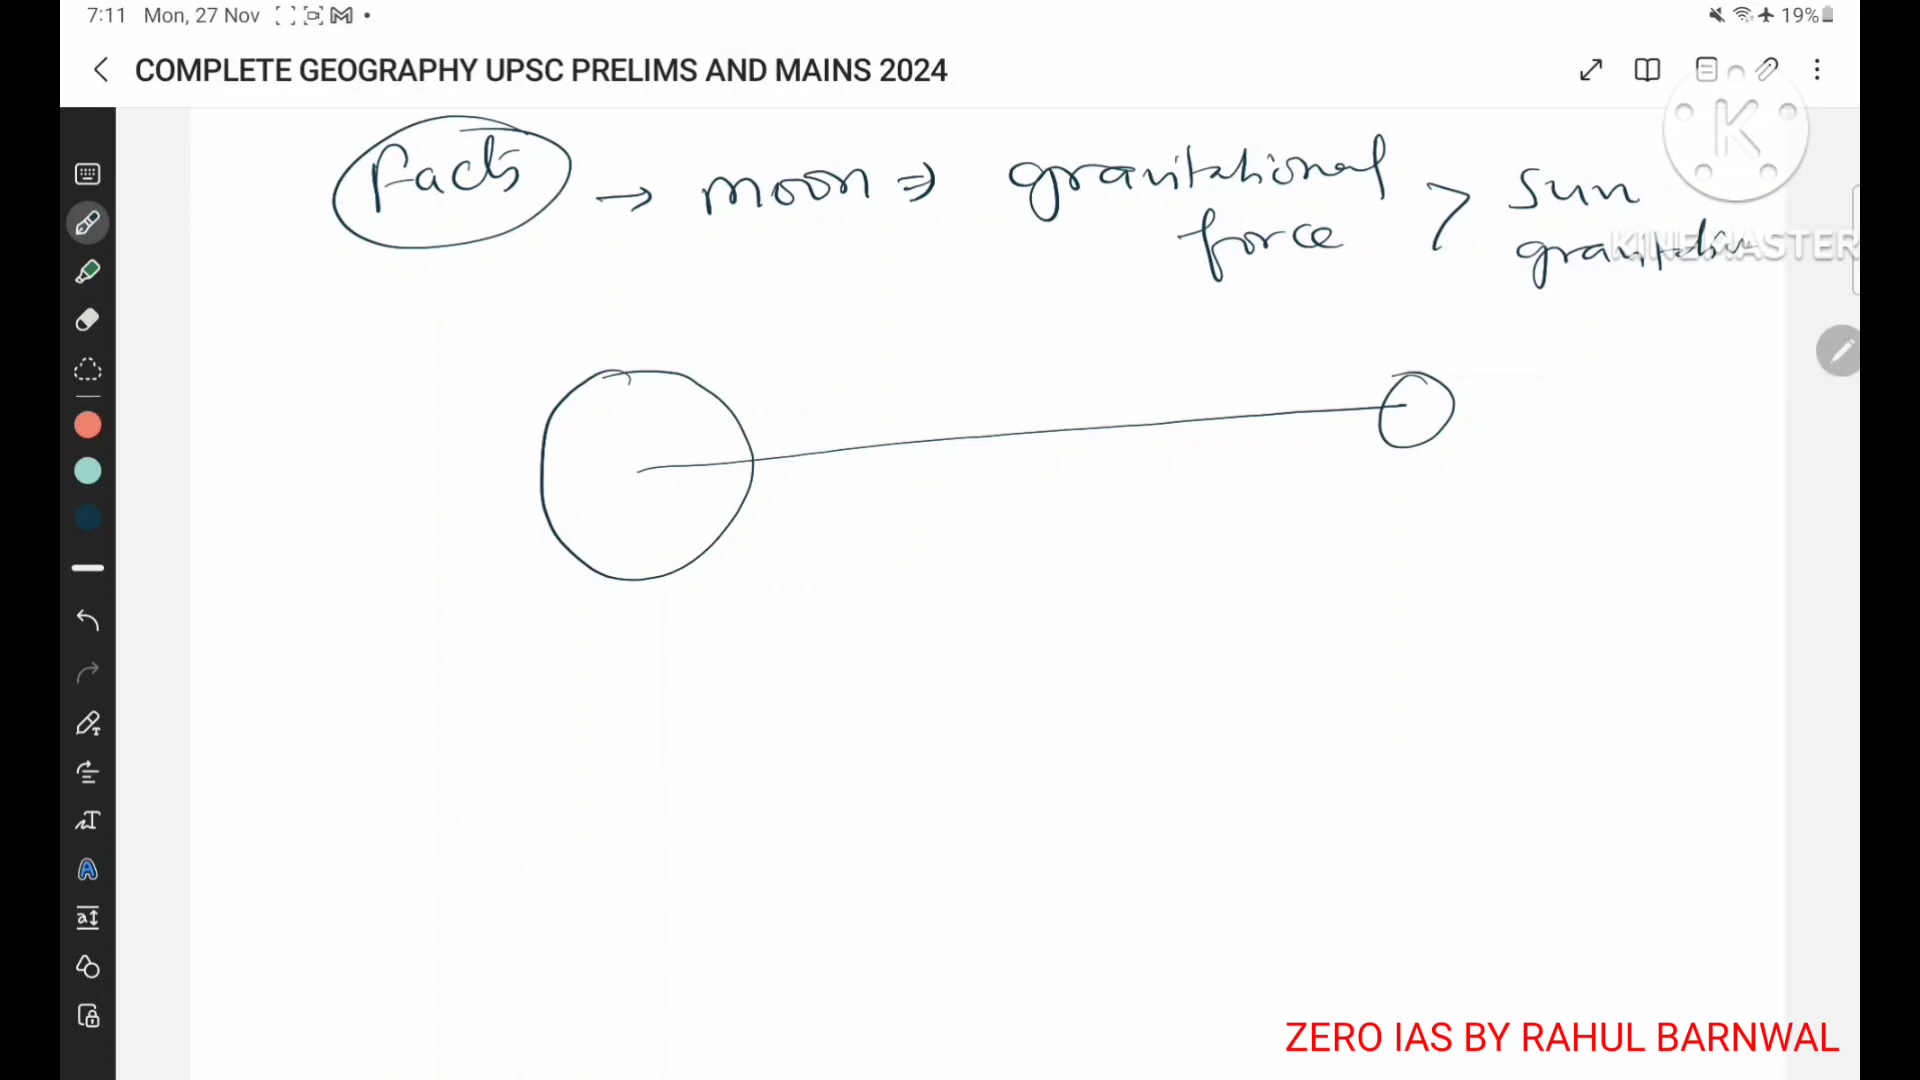 7:11 Mon, 27 Nov 19%
COMPLETE GEOGRAPHY UPSC PRELIMS AND MAINS 2024
K
KINEMASTER
Facts → moon ⇒ gravitational > sun
force
ZERO IAS BY RAHUL BARNWAL